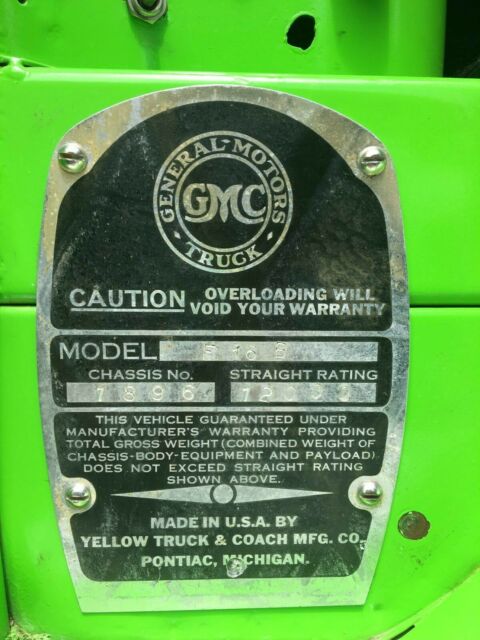 GENERAL MOTORS
GMC
TRUCK
CAUTION OVERLOADING WILL
VOID YOUR WARRANTY
MODEL
CHASSIS No. STRAIGHT RATING
1896 12000
THIS VEHICLE GUARANTEED UNDER
MANUFACTURER'S WARRANTY PROVIDING
TOTAL GROSS WEIGHT (COMBINED WEIGHT OF
CHASSIS-BODY-EQUIPMENT AND PAYLOAD)
DOES NOT EXCEED STRAIGHT RATING
SHOWN ABOVE.
MADE IN U.S.A. BY
YELLOW TRUCK & COACH MFG. CO.
PONTIAC, MICHIGAN.